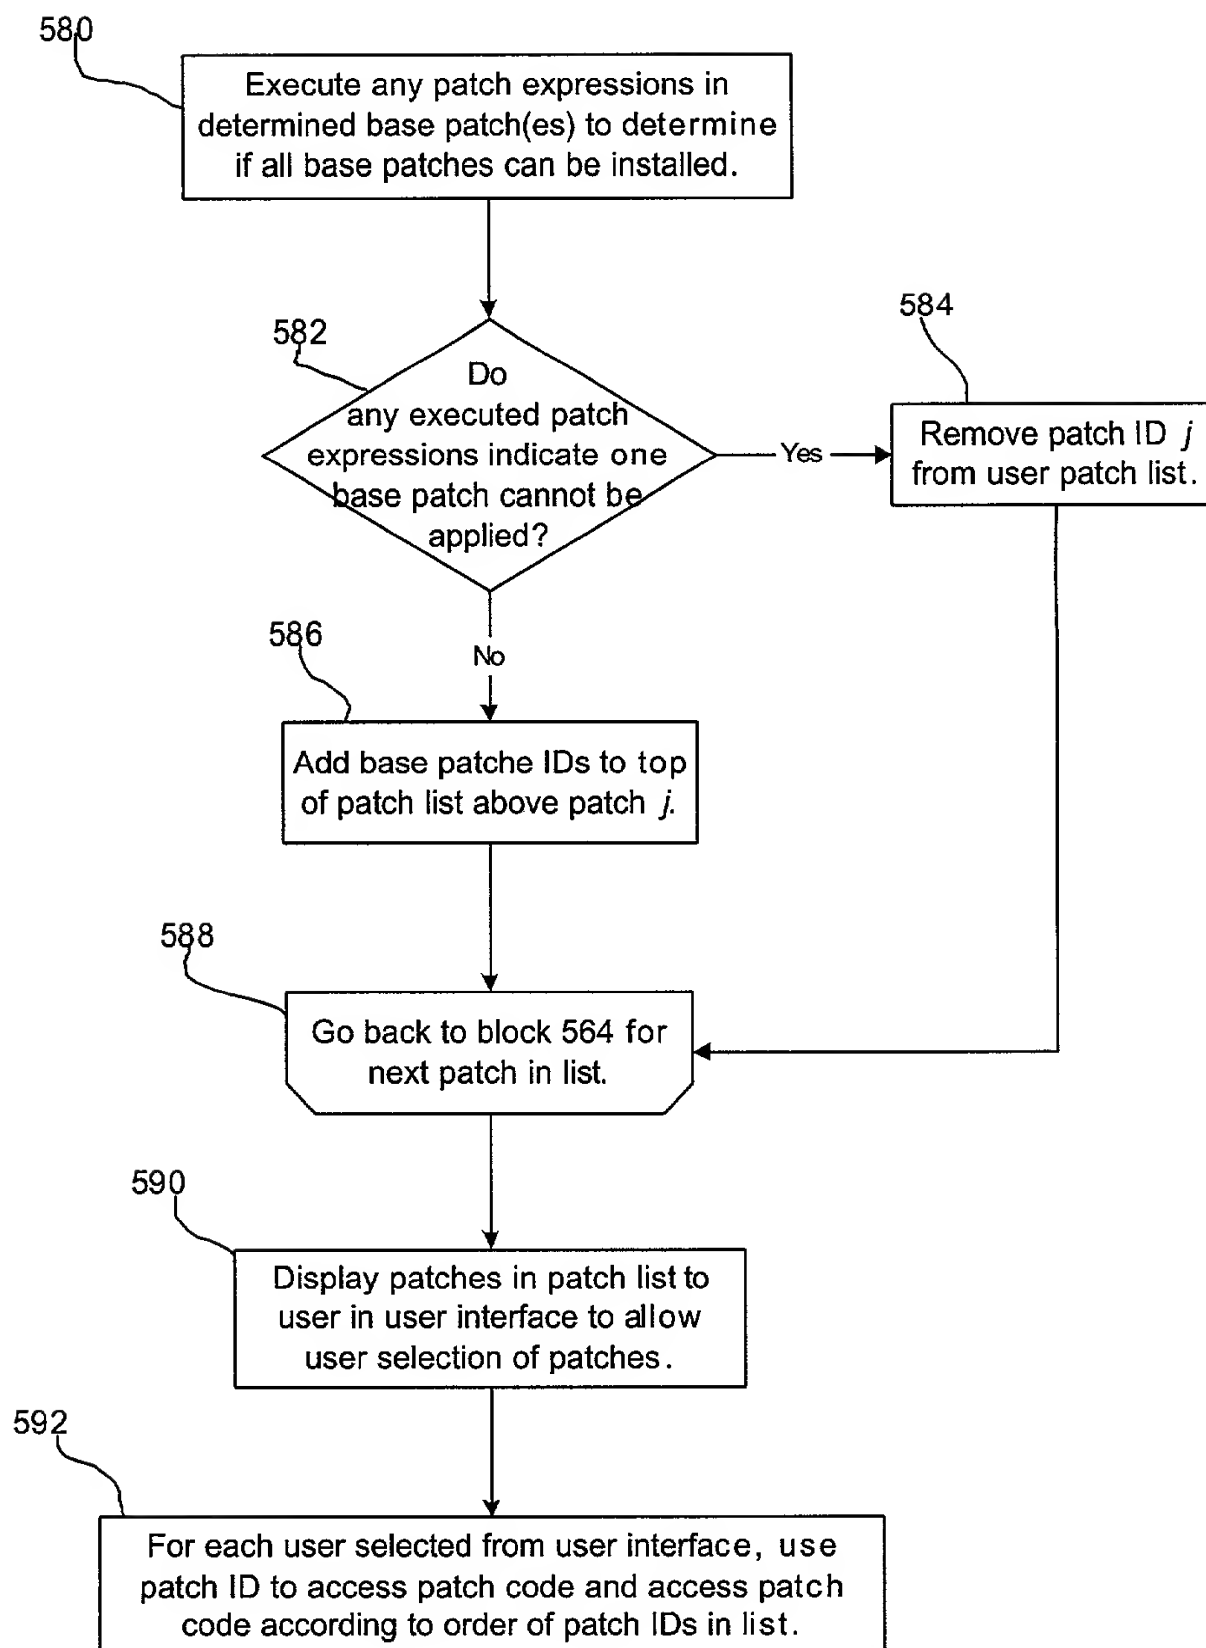 580
Execute any patch expressions in
determined base patch(es) to determine
if all base patches can be installed.
582
Do
any executed patch
expressions indicate one
base patch cannot be
applied?
Yes
584
Remove patch ID j
from user patch list.
586
No
Add base patche IDs to top
of patch list above patch j.
588
Go back to block 564 for
next patch in list.
590
Display patches in patch list to
user in user interface to allow
user selection of patches.
592
For each user selected from user interface, use
patch ID to access patch code and access patch
code according to order of patch IDs in list.